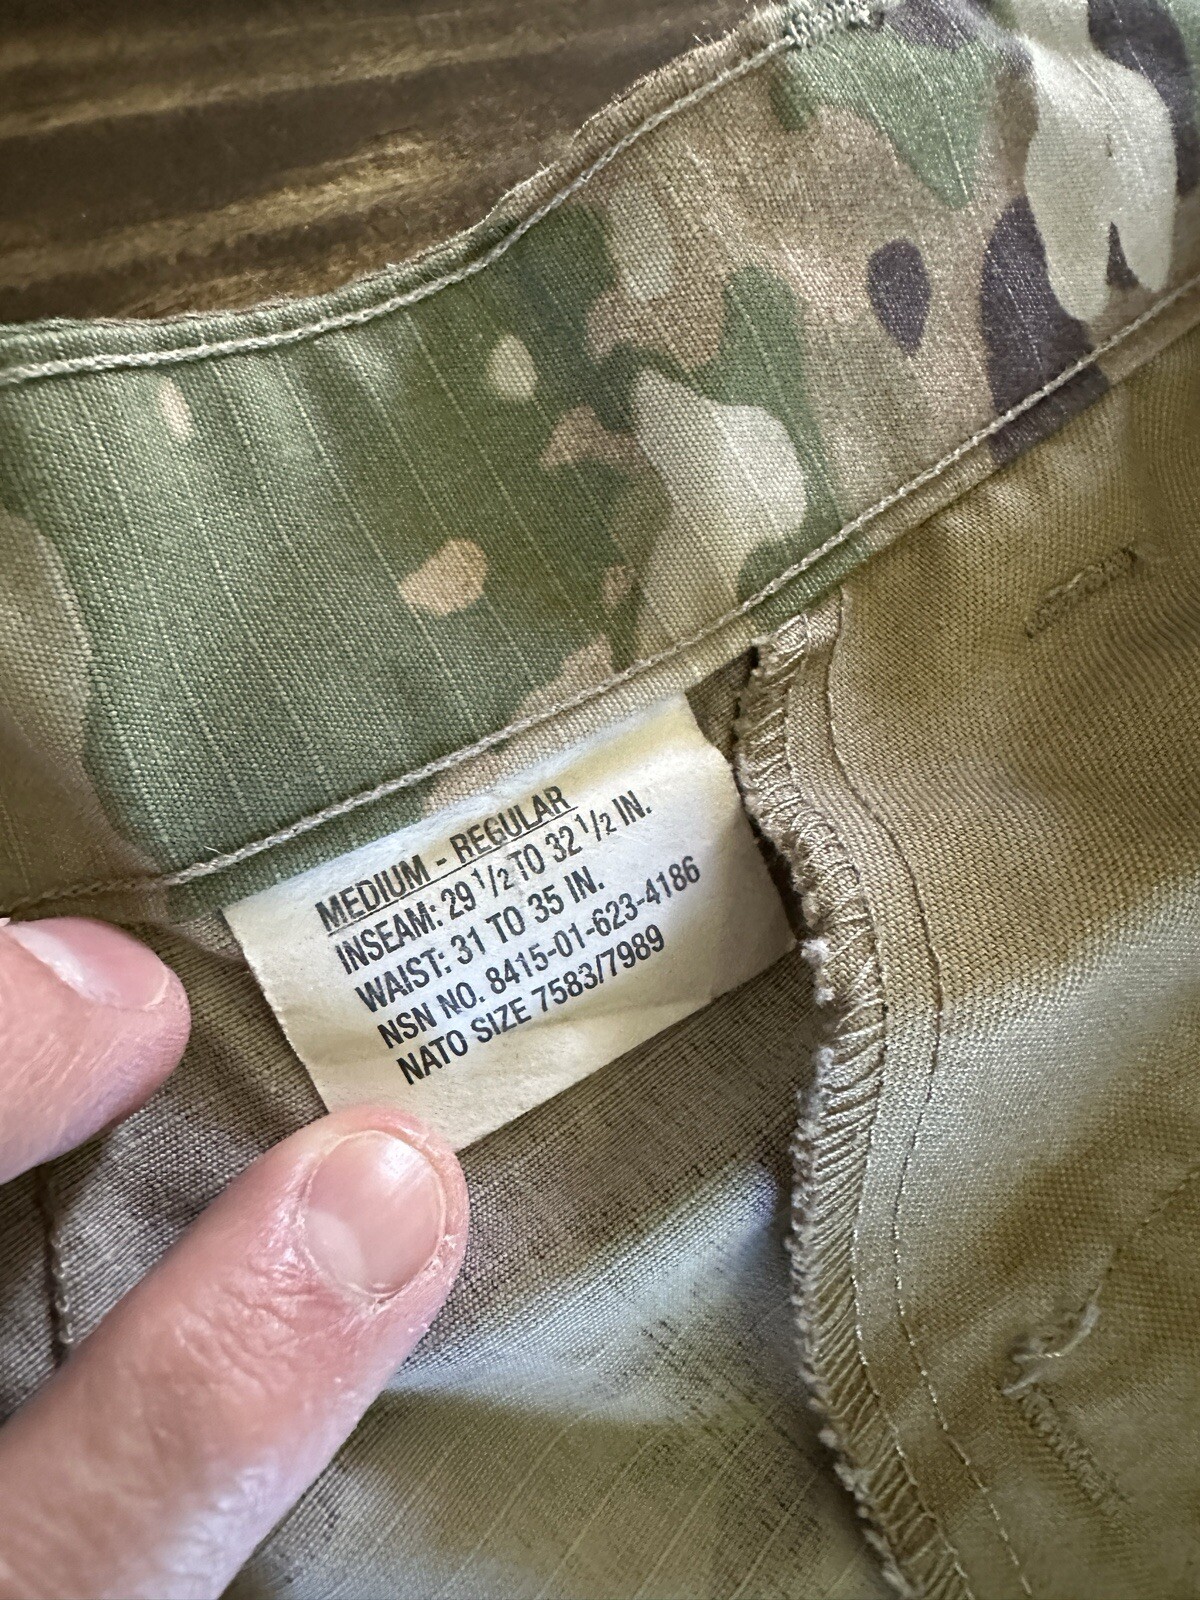 MEDIUM - REGULAR
INSEAM: 29 1/2 TO 32 1/2 IN.
WAIST: 31 TO 35 IN.
NSN NO. 8415-01-623-4186
NATO SIZE 7583/7989